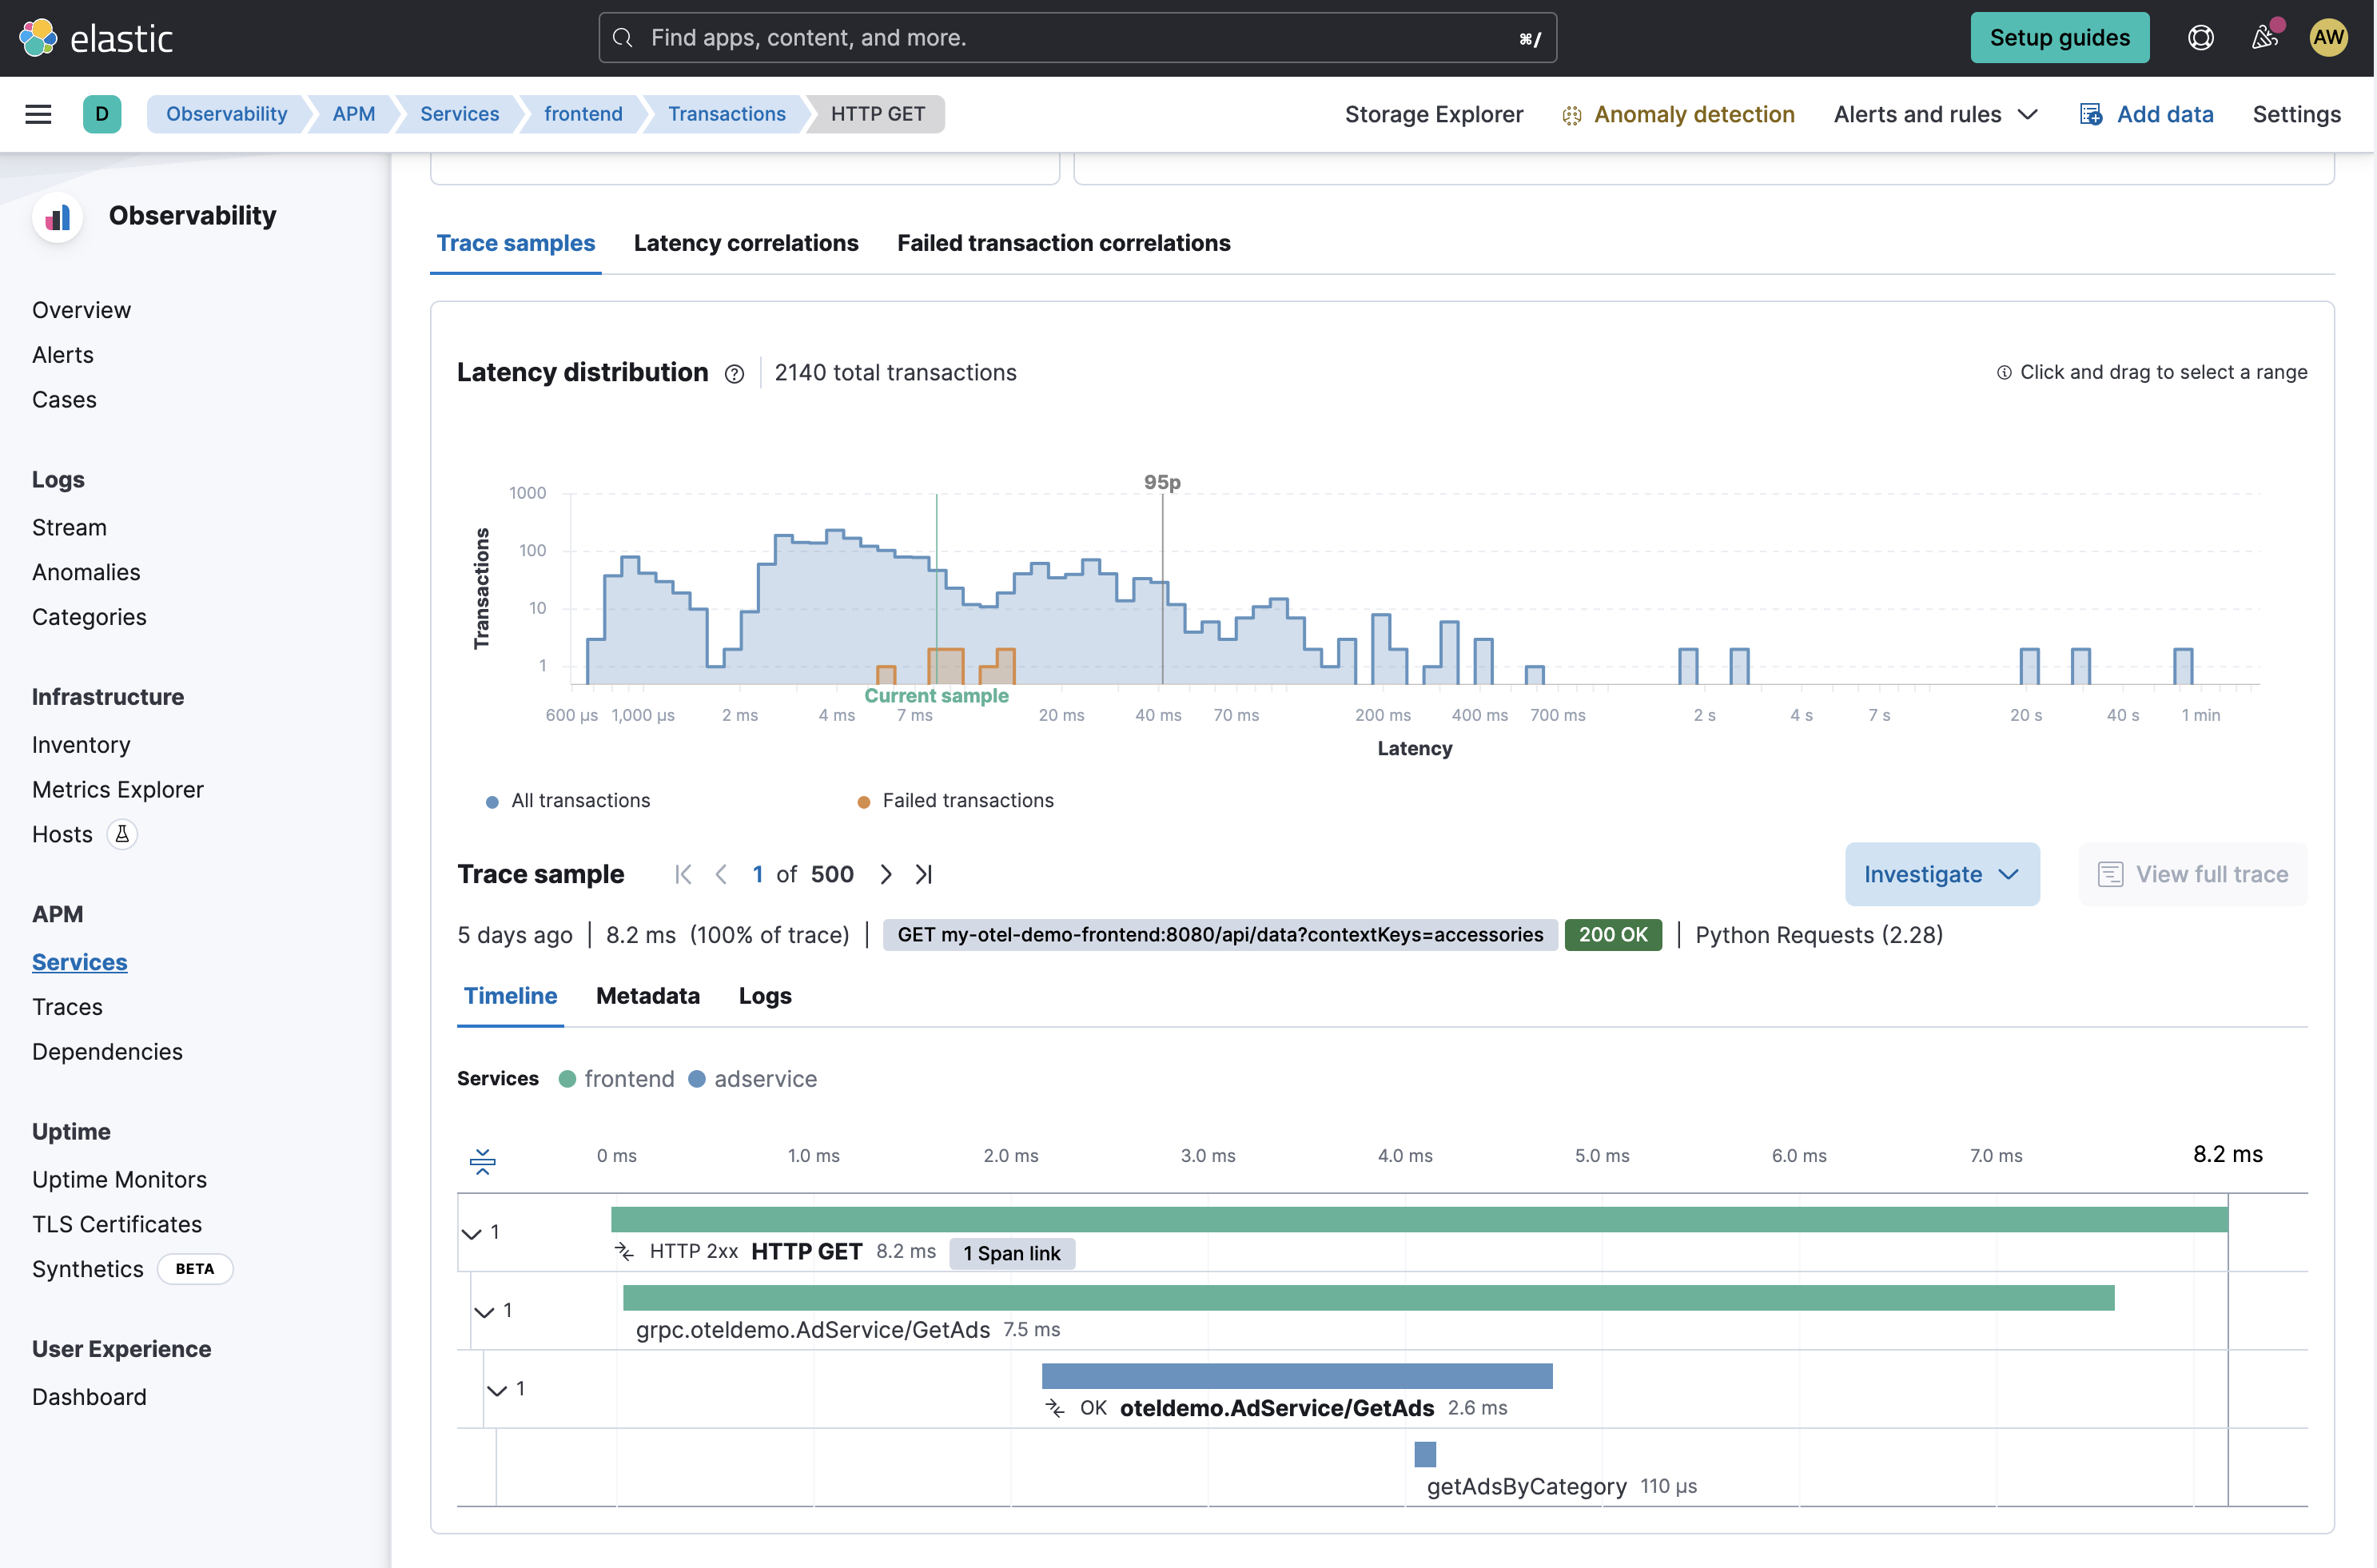 elastic
Find apps, content, and more.
⌘/
Setup guides
AW
D
Observability
APM
Services
frontend
Transactions
HTTP GET
Storage Explorer
Anomaly detection
Alerts and rules
Add data
Settings
Observability
Overview
Alerts
Cases
Logs
Stream
Anomalies
Categories
Infrastructure
Inventory
Metrics Explorer
Hosts
APM
Services
Traces
Dependencies
Uptime
Uptime Monitors
TLS Certificates
Synthetics BETA
User Experience
Dashboard
Trace samples Latency correlations Failed transaction correlations
Latency distribution 2140 total transactions
Click and drag to select a range
95p
Transactions
1000
100
10
1
Current sample
600 μs 1,000 μs 2 ms 4 ms 7 ms 20 ms 40 ms 70 ms 200 ms 400 ms 700 ms 2 s 4 s 7 s 20 s 40 s 1 min
Latency
All transactions Failed transactions
Trace sample 1 of 500
Investigate
View full trace
5 days ago | 8.2 ms (100% of trace) | GET my-otel-demo-frontend:8080/api/data?contextKeys=accessories 200 OK | Python Requests (2.28)
Timeline Metadata Logs
Services frontend adservice
0 ms 1.0 ms 2.0 ms 3.0 ms 4.0 ms 5.0 ms 6.0 ms 7.0 ms 8.2 ms
1
HTTP 2xx HTTP GET 8.2 ms 1 Span link
1
grpc.oteldemo.AdService/GetAds 7.5 ms
1
OK oteldemo.AdService/GetAds 2.6 ms
getAdsByCategory 110 μs